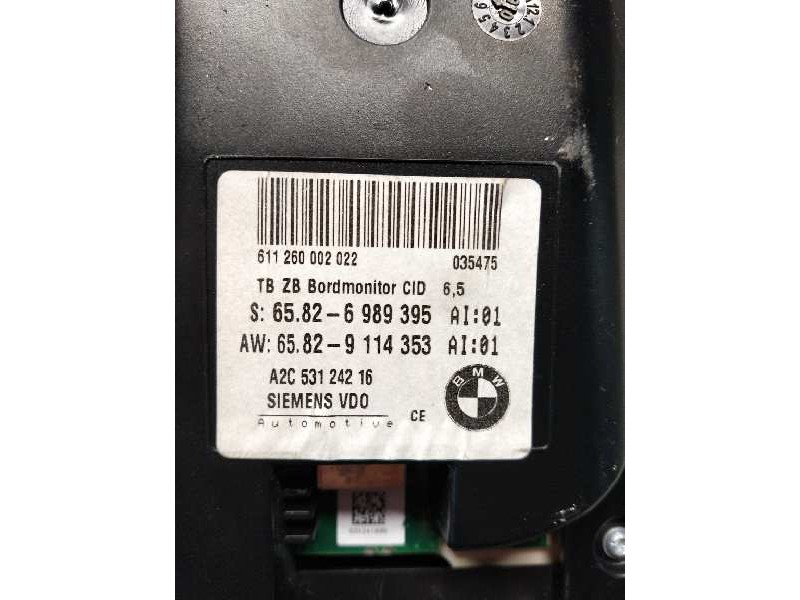 611 260 002 022 035475
TB ZB Bordmonitor CID 6,5
S: 65.82-6 989 395 AI:01
AW: 65.82-9 114 353 AI:01
A2C 531 242 16
SIEMENS VDO
Automotive CE
BMW